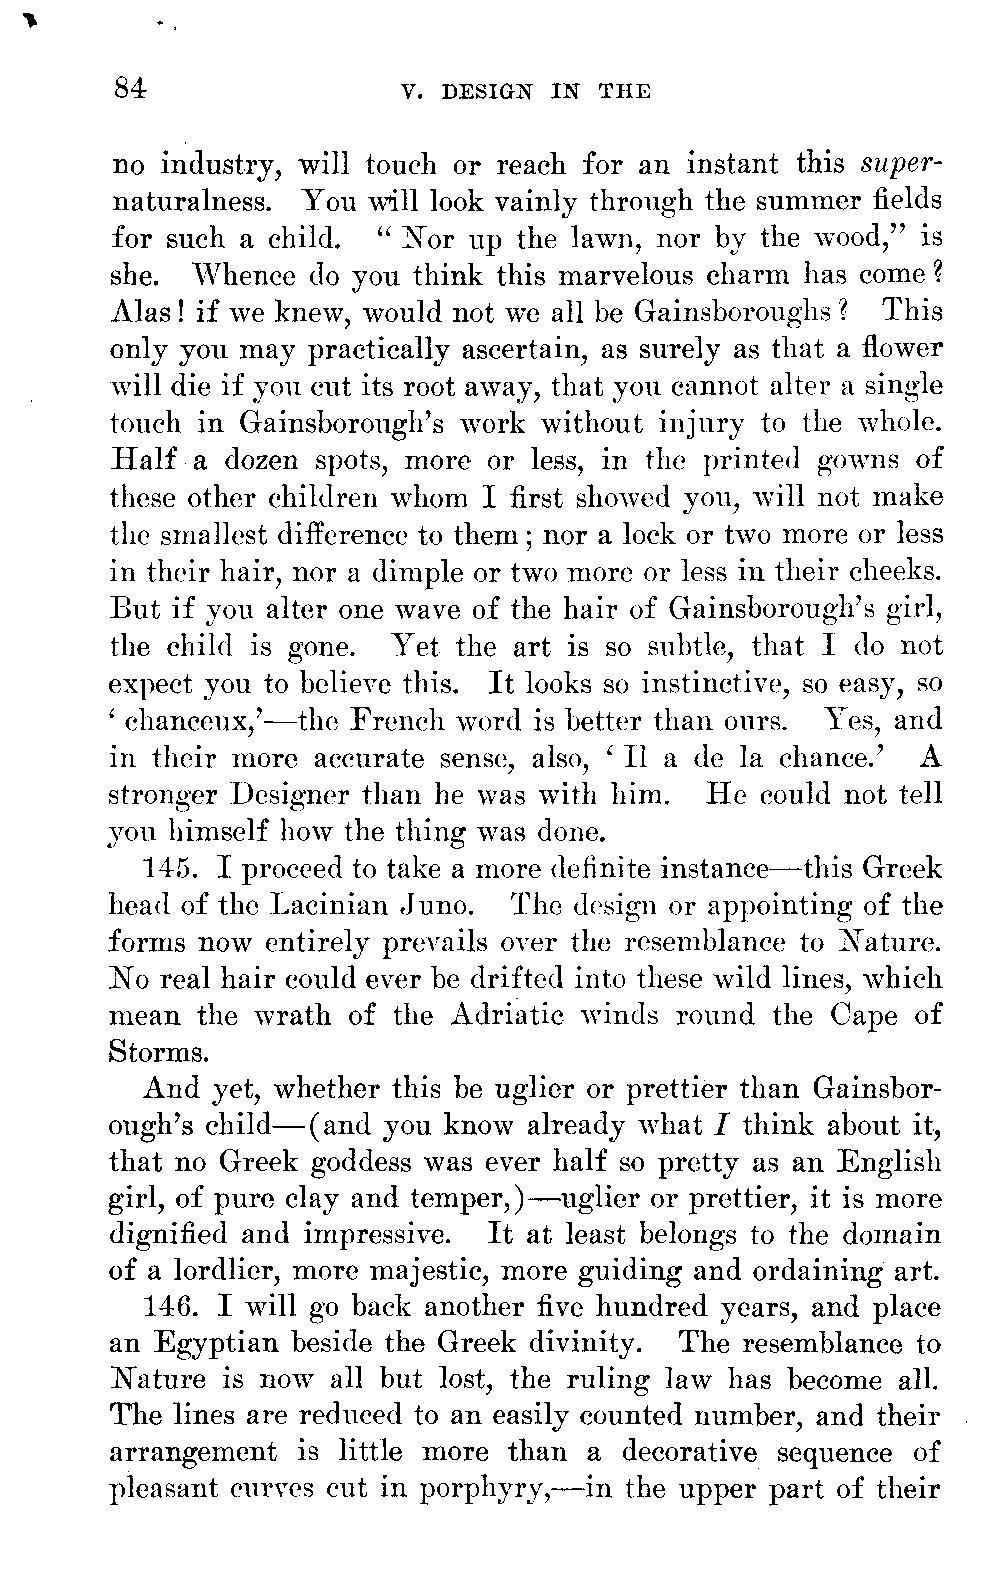 84 V. DESIGN IN THE
no industry, will touch or reach for an instant this super-
naturalness. You will look vainly through the summer fields
for such a child. “ Nor up the lawn, nor by the wood,” is
she. Whence do you think this marvelous charm has come?
Alas! if we knew, would not we all be Gainsboroughs? This
only you may practically ascertain, as surely as that a flower
will die if you cut its root away, that you cannot alter a single
touch in Gainsborough’s work without injury to the whole.
Half a dozen spots, more or less, in the printed gowns of
these other children whom I first showed you, will not make
the smallest difference to them; nor a lock or two more or less
in their hair, nor a dimple or two more or less in their cheeks.
But if you alter one wave of the hair of Gainsborough’s girl,
the child is gone. Yet the art is so subtle, that I do not
expect you to believe this. It looks so instinctive, so easy, so
‘ chanceux,’—the French word is better than ours. Yes, and
in their more accurate sense, also, ‘ Il a de la chance.’ A
stronger Designer than he was with him. He could not tell
you himself how the thing was done.
145. I proceed to take a more definite instance—this Greek
head of the Lacinian Juno. The design or appointing of the
forms now entirely prevails over the resemblance to Nature.
No real hair could ever be drifted into these wild lines, which
mean the wrath of the Adriatic winds round the Cape of
Storms.
And yet, whether this be uglier or prettier than Gainsbor-
ough’s child—(and you know already what I think about it,
that no Greek goddess was ever half so pretty as an English
girl, of pure clay and temper,)—uglier or prettier, it is more
dignified and impressive. It at least belongs to the domain
of a lordlier, more majestic, more guiding and ordaining art.
146. I will go back another five hundred years, and place
an Egyptian beside the Greek divinity. The resemblance to
Nature is now all but lost, the ruling law has become all.
The lines are reduced to an easily counted number, and their
arrangement is little more than a decorative sequence of
pleasant curves cut in porphyry,—in the upper part of their